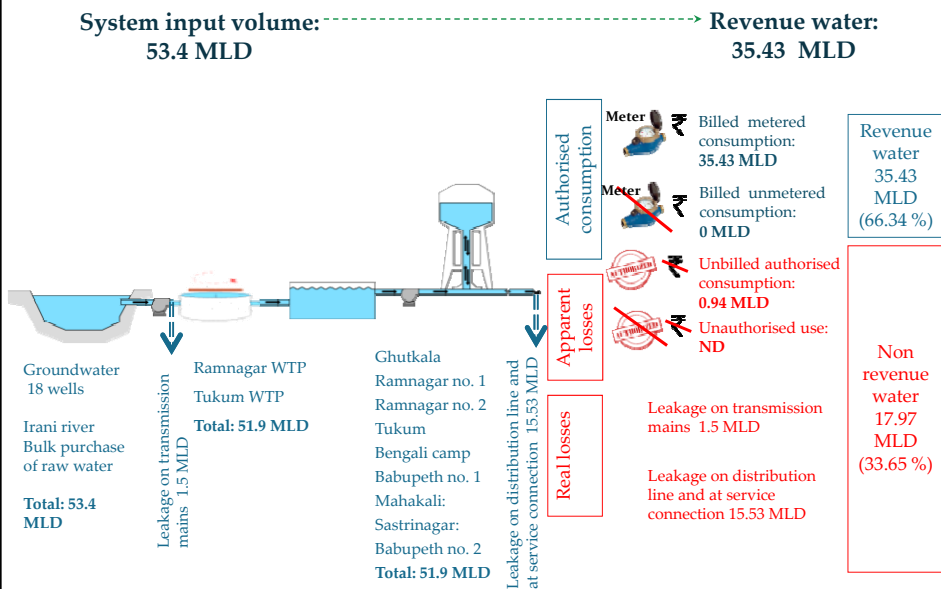 System input volume:
53.4 MLD
Revenue water:
35.43 MLD
Authorised
consumption
Meter ₹
Billed metered
consumption:
35.43 MLD
Meter ₹
Billed unmetered
consumption:
0 MLD
Revenue
water
35.43
MLD
(66.34 %)
Apparent
losses
AUTHORIZED ₹
Unbilled authorised
consumption:
0.94 MLD
AUTHORIZED ₹
Unauthorised use:
ND
Real losses
Leakage on transmission
mains 1.5 MLD
Leakage on distribution
line and at service
connection 15.53 MLD
Non
revenue
water
17.97
MLD
(33.65 %)
Groundwater
18 wells
Irani river
Bulk purchase
of raw water
Total: 53.4
MLD
Leakage on transmission
mains 1.5 MLD
Ramnagar WTP
Tukum WTP
Total: 51.9 MLD
Ghutkala
Ramnagar no. 1
Ramnagar no. 2
Tukum
Bengali camp
Babupeth no. 1
Mahakali:
Sastrinagar:
Babupeth no. 2
Total: 51.9 MLD
Leakage on distribution line and
at service connection 15.53 MLD